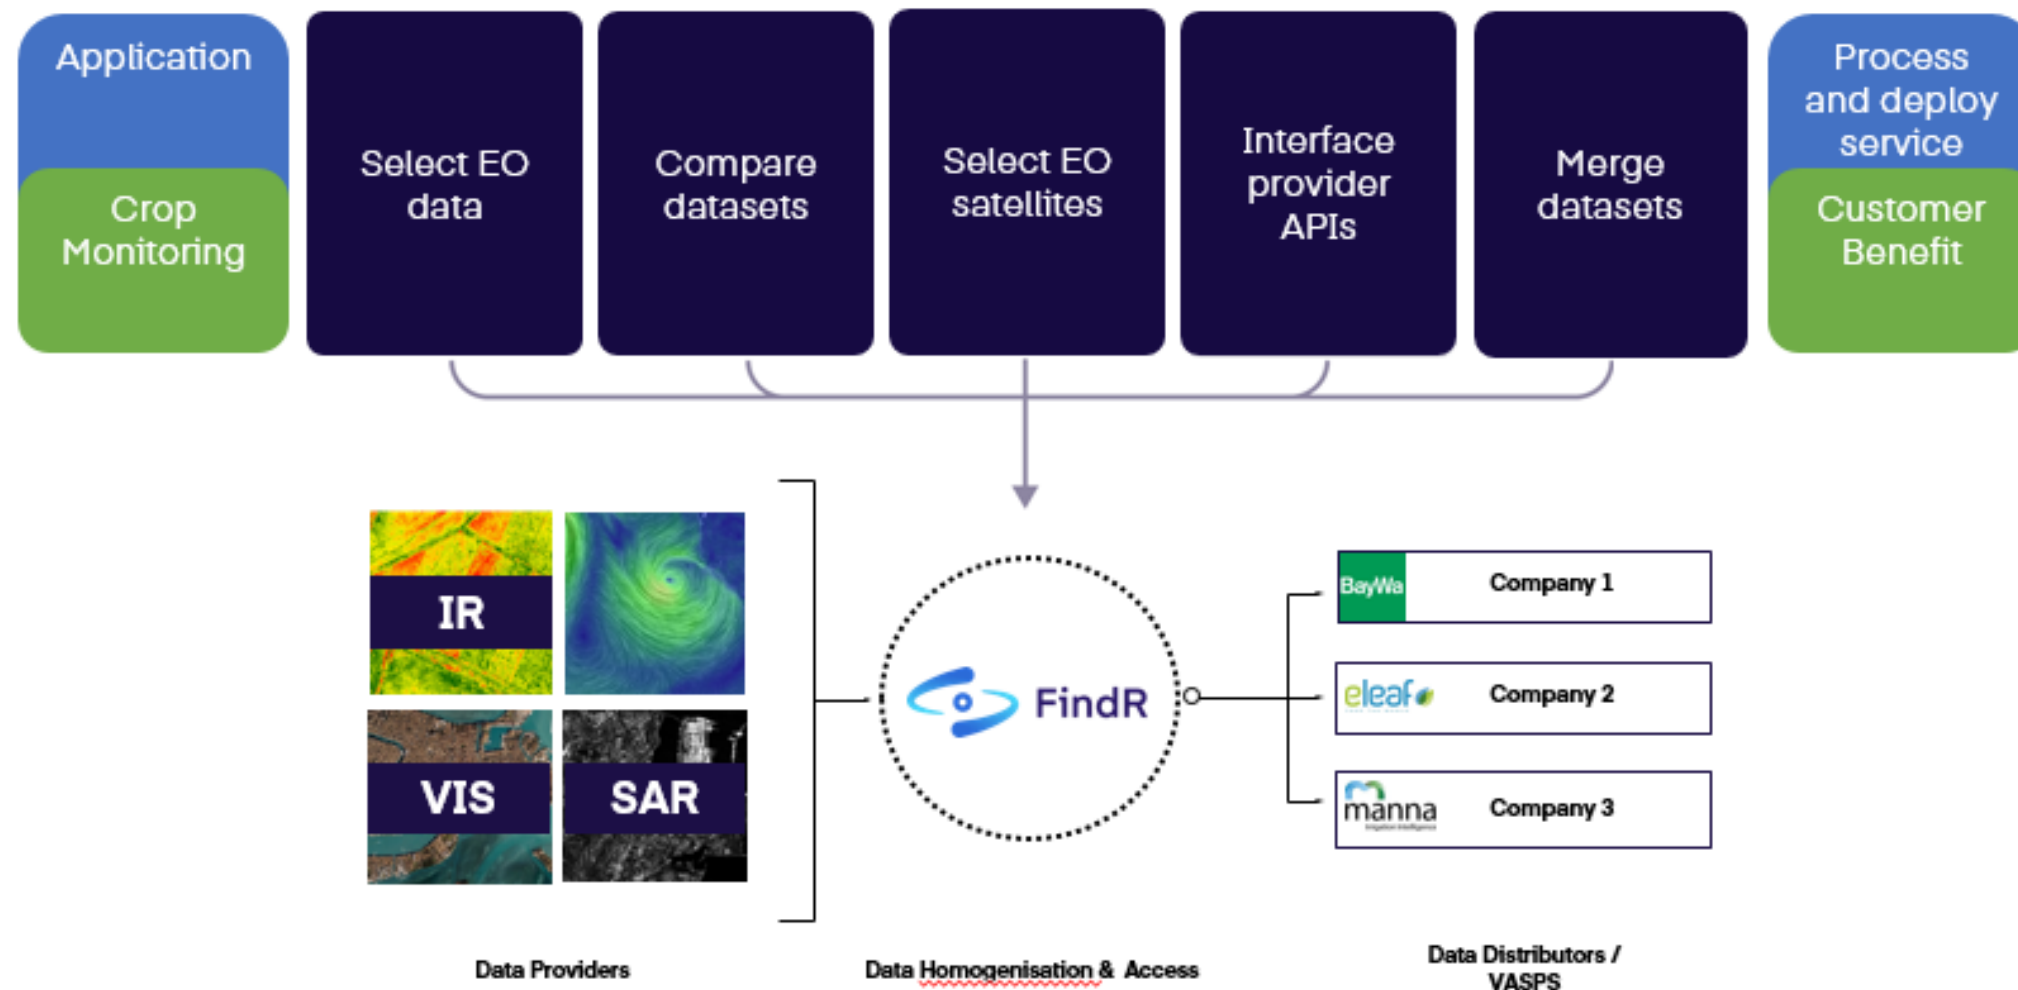 Application
Crop
Monitoring
Select EO
data
Compare
datasets
Select EO
satellites
Interface
provider
APIs
Merge
datasets
Process
and deploy
service
Customer
Benefit
IR
VIS
SAR
FindR
BayWa
Company 1
eleaf
Company 2
manna
irrigation intelligence
Company 3
Data Providers
Data Homogenisation & Access
Data Distributors /
VASPS